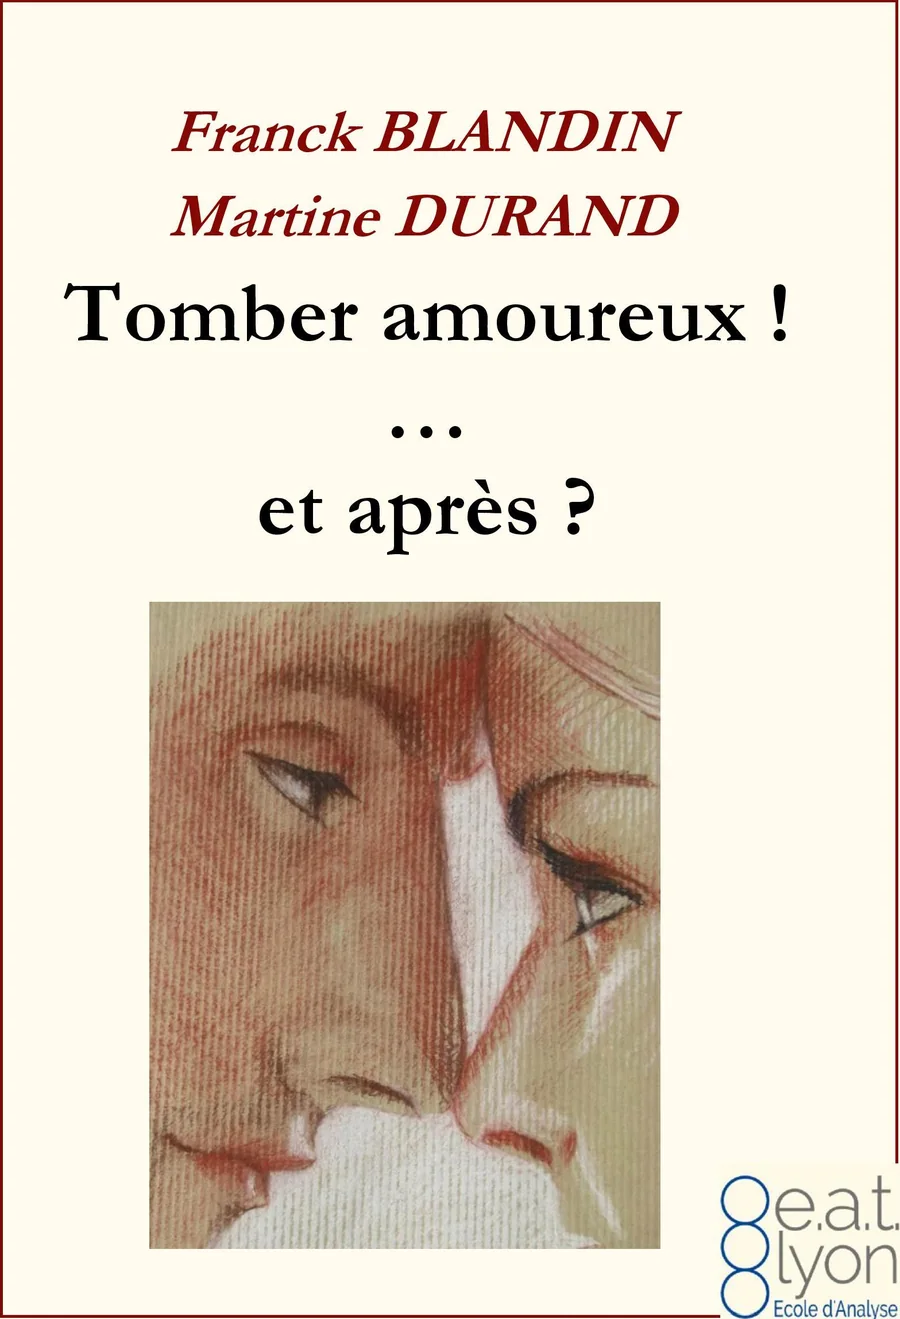 Franck BLANDIN
Martine DURAND
Tomber amoureux !
…
et après ?
e.a.t.
lyon
Ecole d'Analyse